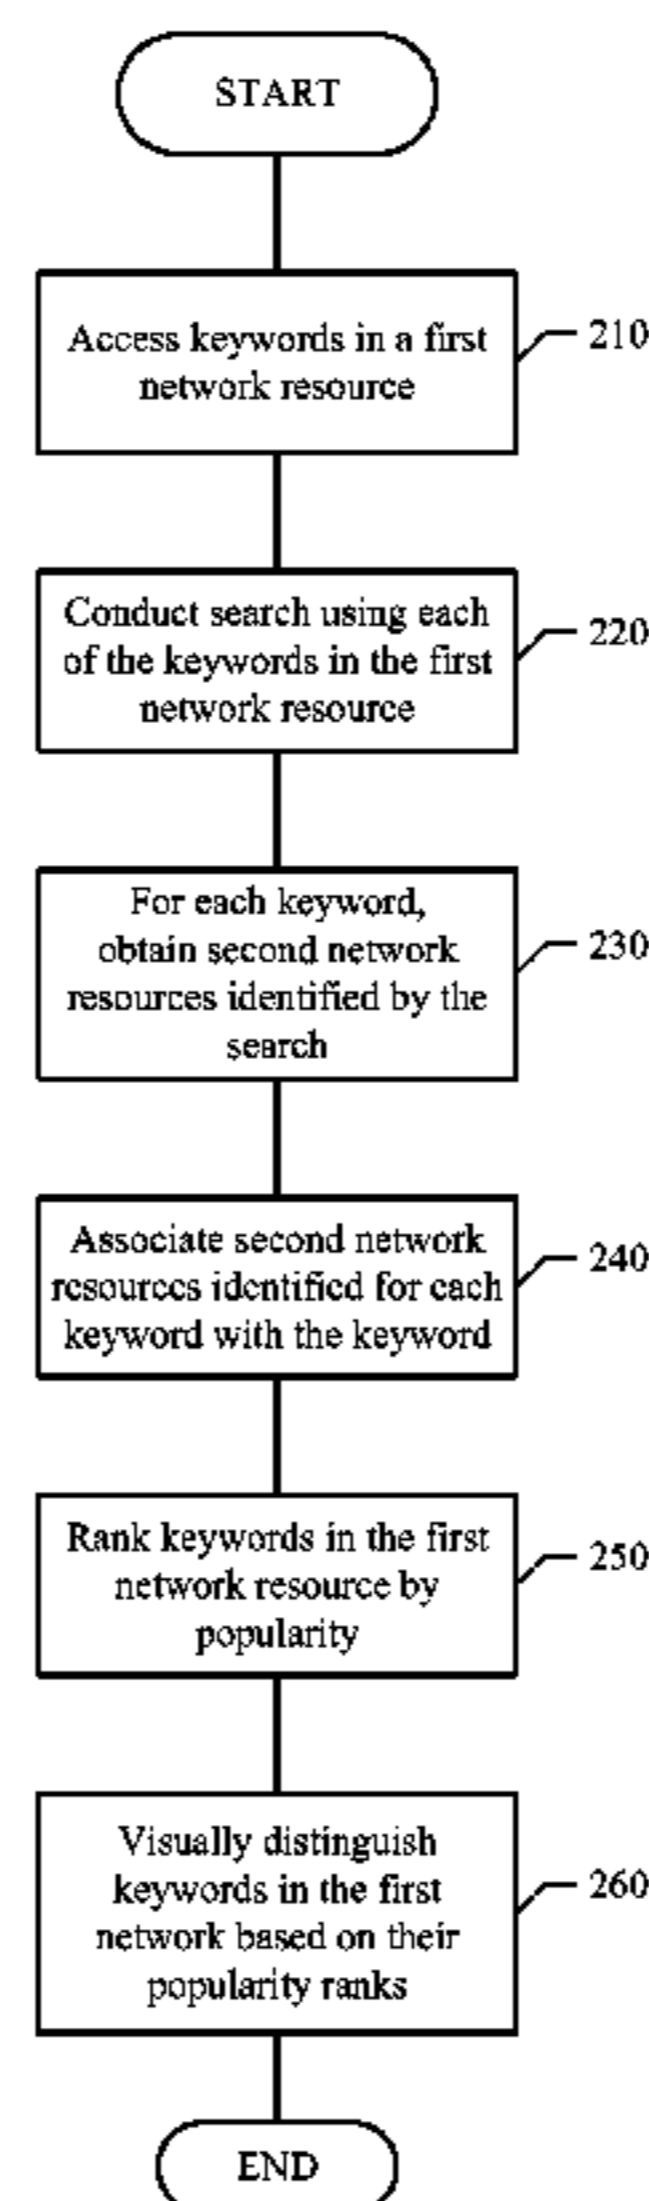 START
Access keywords in a first
network resource
210
Conduct search using each
of the keywords in the first
network resource
220
For each keyword,
obtain second network
resources identified by the
search
230
Associate second network
resources identified for each
keyword with the keyword
240
Rank keywords in the first
network resource by
popularity
250
Visually distinguish
keywords in the first
network based on their
popularity ranks
260
END